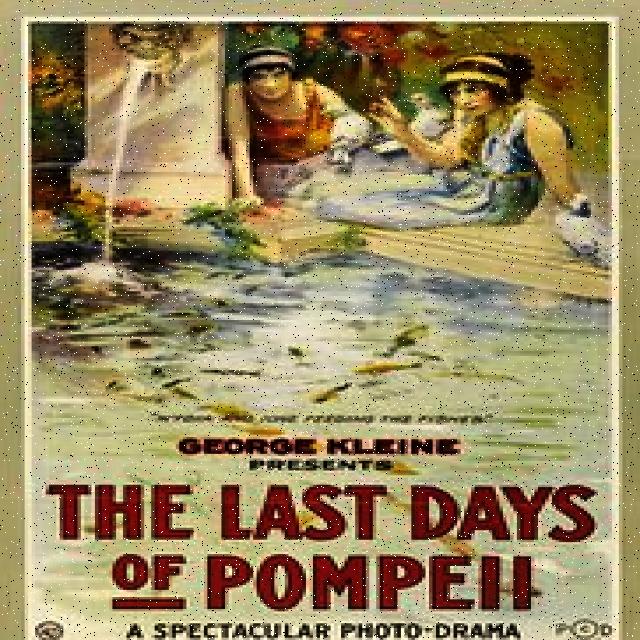 GEORGE KLEINE
PRESENTS
THE LAST DAYS
OF POMPEII
A SPECTACULAR PHOTO-DRAMA